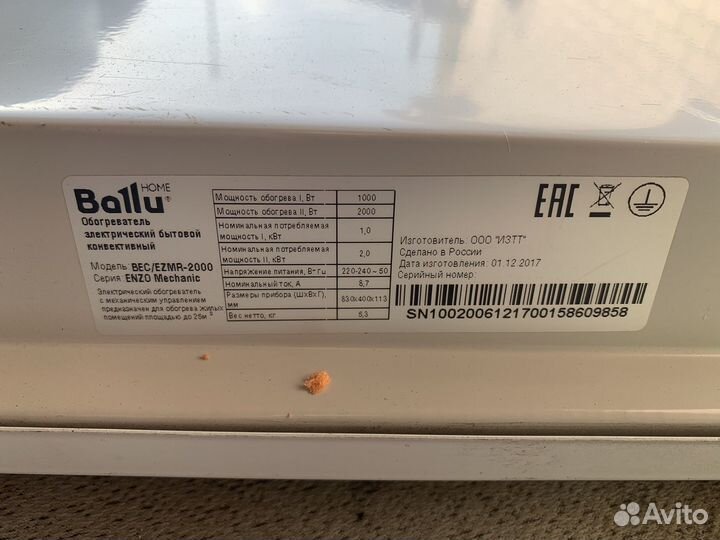 Ballu HOME
Обогреватель
электрический бытовой
конвективный
Модель: BEC/EZMR-2000
Серия: ENZO Mechanic
Электрический обогреватель
с механическим управлением
предназначен для обогрева жилых
помещений площадью до 25м²
Мощность обогрева I, Вт 1000
Мощность обогрева II, Вт 2000
Номинальная потребляемая
мощность I, кВт 1,0
Номинальная потребляемая
мощность II, кВт 2,0
Напряжение питания, В~Гц 220-240~50
Номинальный ток, А 8,7
Размеры прибора (ШхВхГ),
мм 830х400х113
Вес нетто, кг 5,3
EAC
Изготовитель: ООО "ИЗТТ"
Сделано в России
Дата изготовления: 01.12.2017
Серийный номер:
SN1002006121700158609858
Avito